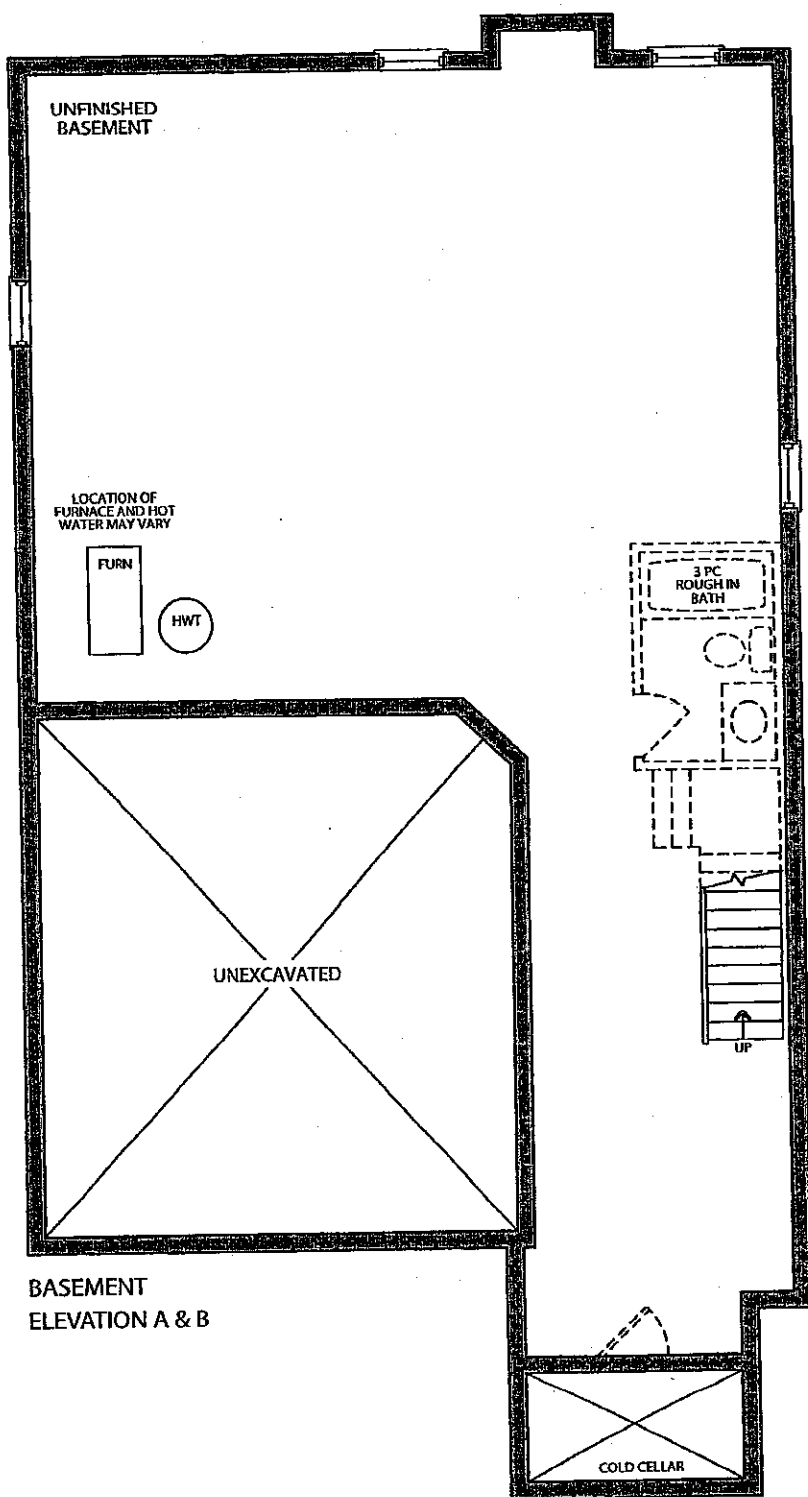 UNFINISHED
BASEMENT
LOCATION OF
FURNACE AND HOT
WATER MAY VARY
FURN
HWT
3 PC
ROUGH IN
BATH
UNEXCAVATED
UP
BASEMENT
ELEVATION A & B
COLD CELLAR